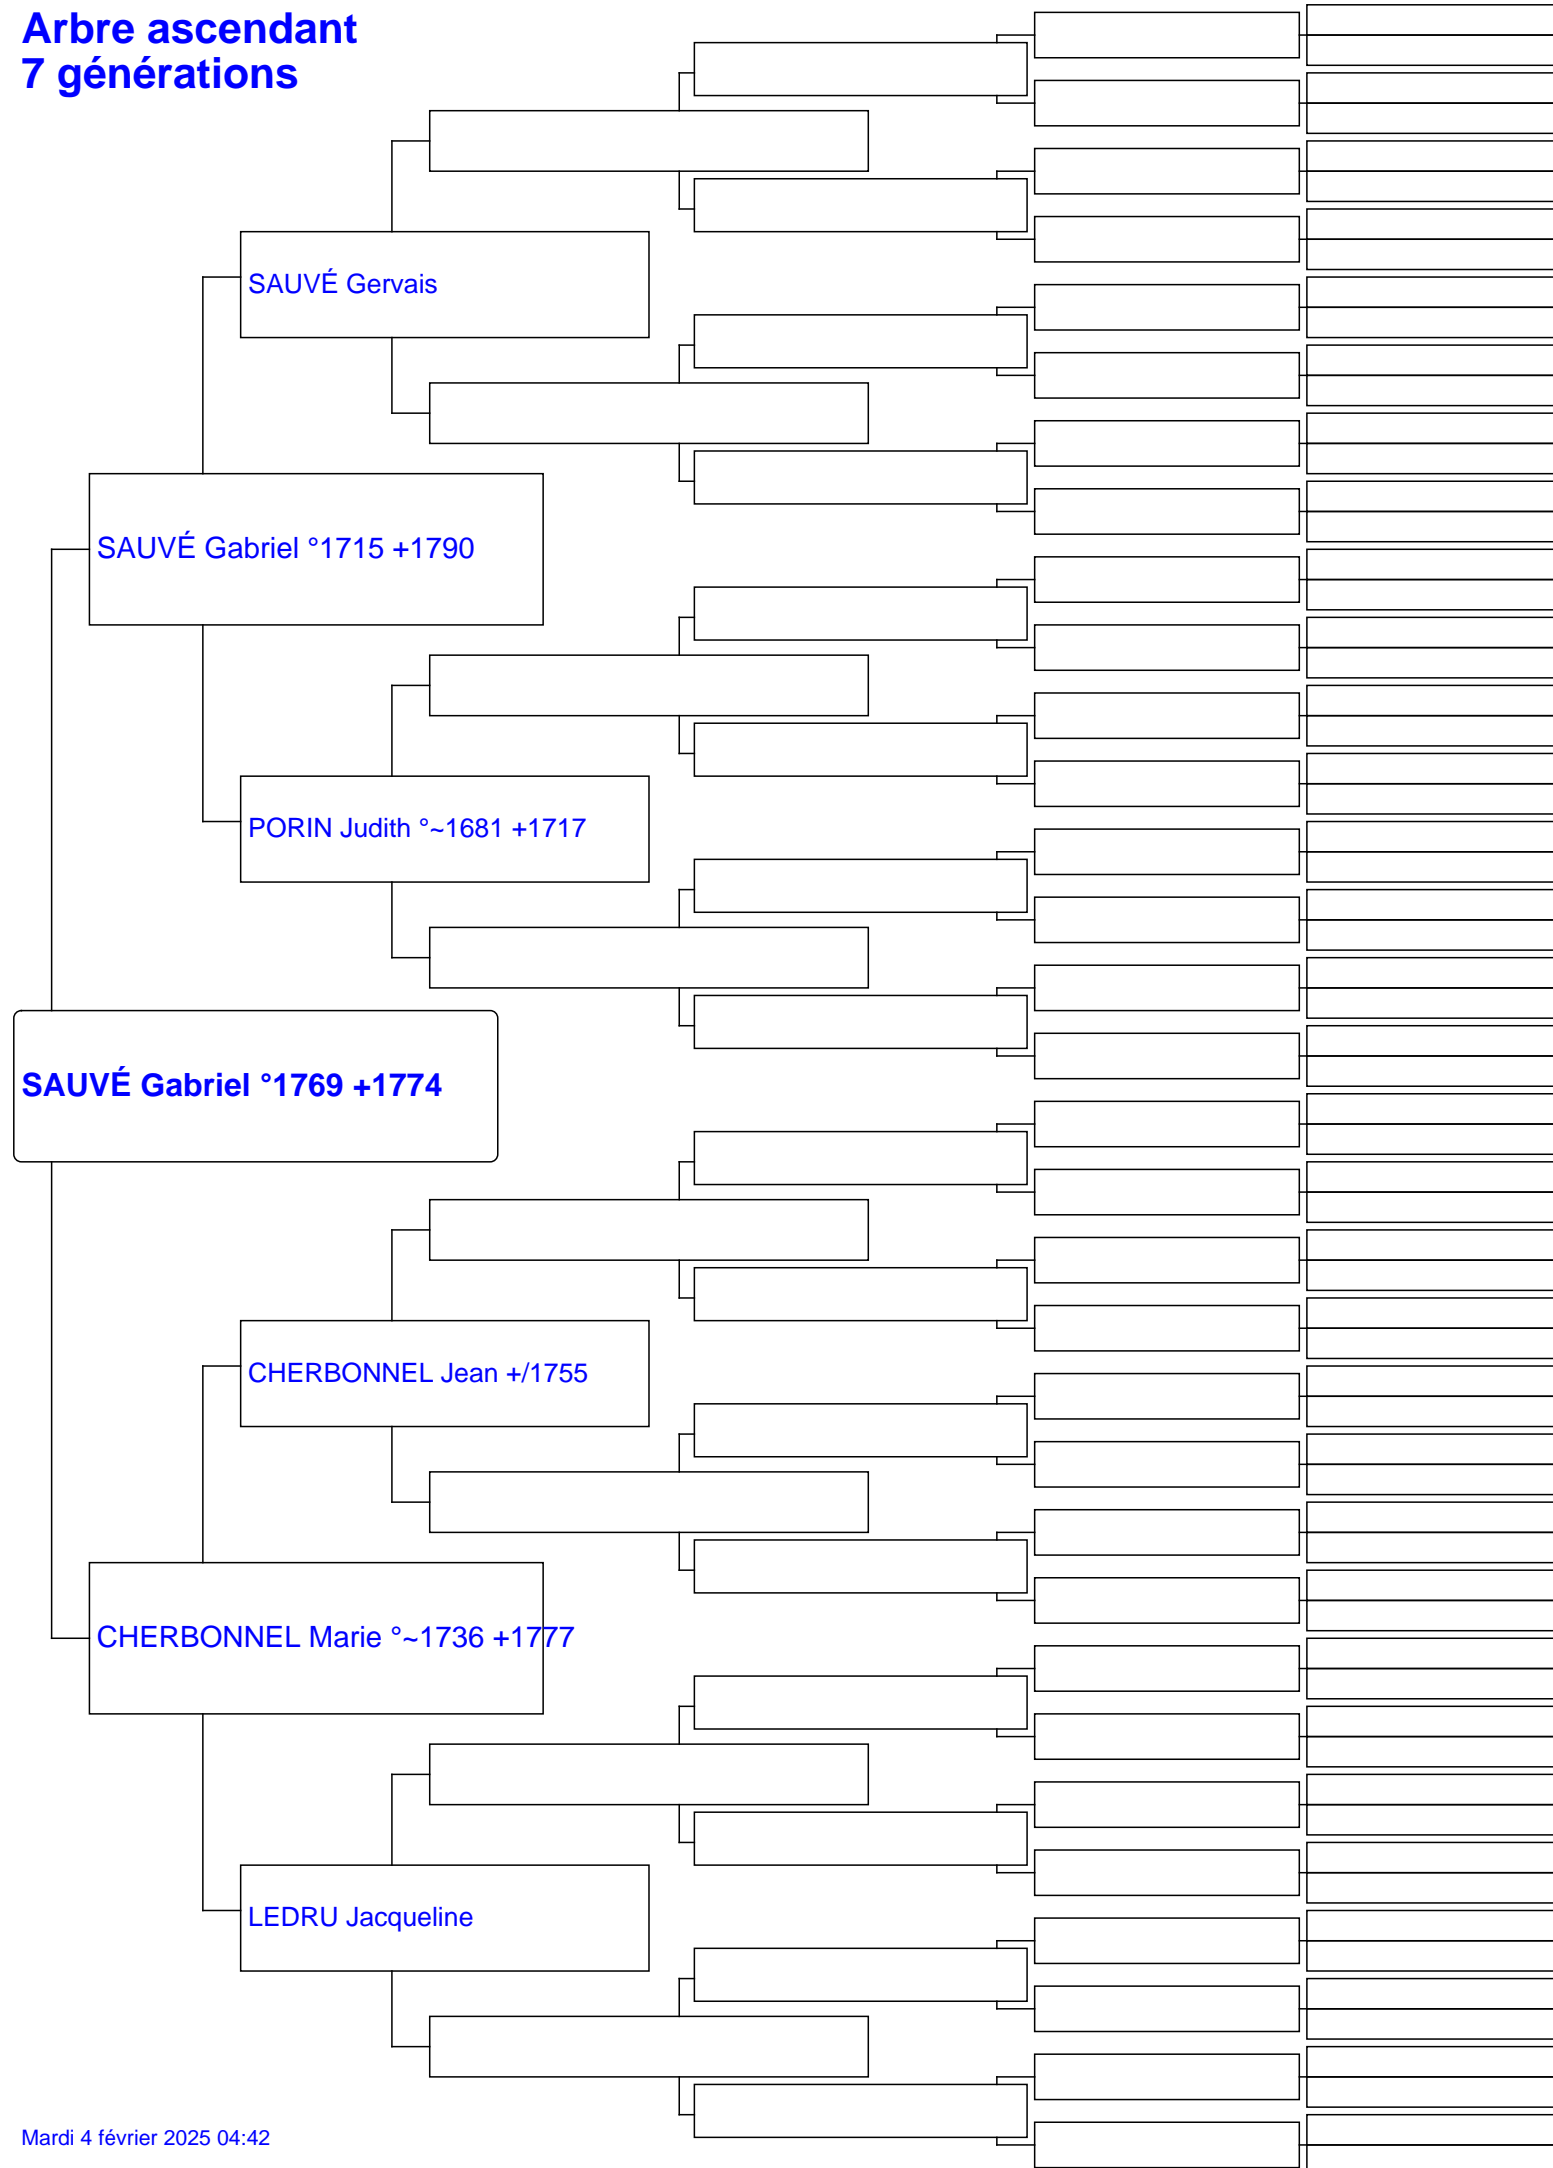 Arbre ascendant
7 générations
SAUVÉ Gervais
SAUVÉ Gabriel °1715 +1790
PORIN Judith °~1681 +1717
SAUVÉ Gabriel °1769 +1774
CHERBONNEL Jean +/1755
CHERBONNEL Marie °~1736 +1777
LEDRU Jacqueline
Mardi 4 février 2025 04:42